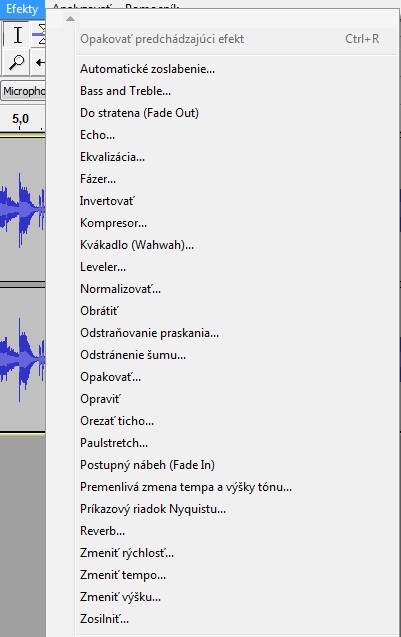 Efekty
Opakovať predchádzajúci efekt Ctrl+R
Automatické zoslabenie...
Bass and Treble...
Do stratena (Fade Out)
Echo...
Ekvalizácia...
Fázer...
Invertovať
Kompresor...
Kvákadlo (Wahwah)...
Leveler...
Normalizovať...
Obrátiť
Odstraňovanie praskania...
Odstránenie šumu...
Opakovať...
Opraviť
Orezať ticho...
Paulstretch...
Postupný nábeh (Fade In)
Premenlivá zmena tempa a výšky tónu...
Príkazový riadok Nyquistu...
Reverb...
Zmeniť rýchlosť...
Zmeniť tempo...
Zmeniť výšku...
Zosilniť...
Micropho
5,0